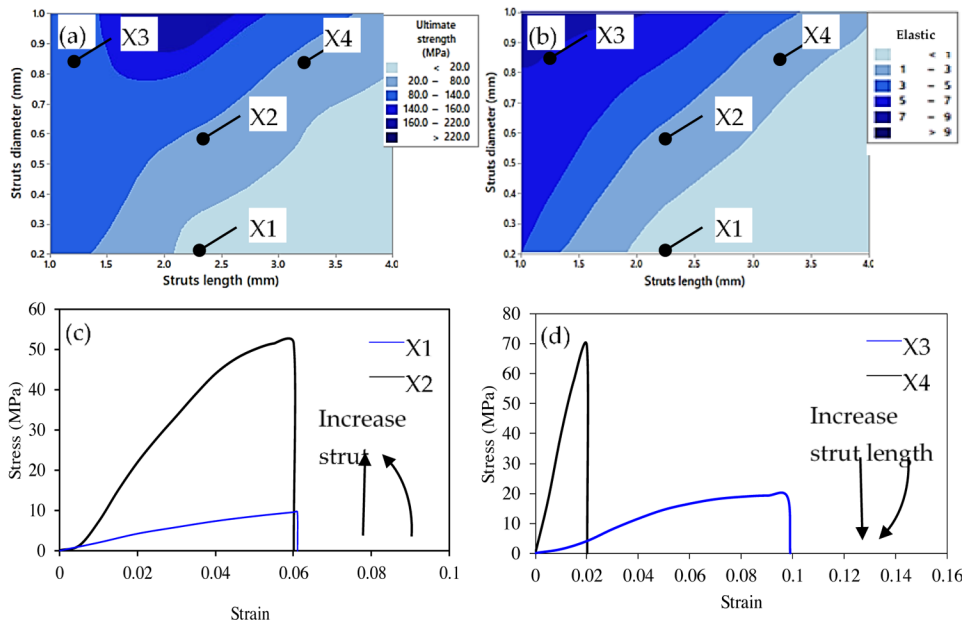 (a)
X3
X4
X2
X1
Ultimate
strength
(MPa)
< 20.0
20.0 – 80.0
80.0 – 140.0
140.0 – 160.0
160.0 – 220.0
> 220.0
Struts diameter (mm)
1.0
0.9
0.8
0.7
0.6
0.5
0.4
0.3
0.2
1.0 1.5 2.0 2.5 3.0 3.5 4.0
Struts length (mm)
(b)
X3
X4
X2
X1
Elastic
1 – 3
3 – 5
5 – 7
7 – 9
> 9
Struts diameter (mm)
1.0
0.9
0.8
0.7
0.6
0.5
0.4
0.3
0.2
1.0 1.5 2.0 2.5 3.0 3.5 4.0
Struts length (mm)
(c)
X1
X2
Increase
strut
Stress (MPa)
60
50
40
30
20
10
0
0 0.02 0.04 0.06 0.08 0.1
Strain
(d)
X3
X4
Increase
strut length
Stress (MPa)
80
70
60
50
40
30
20
10
0
0 0.02 0.04 0.06 0.08 0.1 0.12 0.14 0.16
Strain